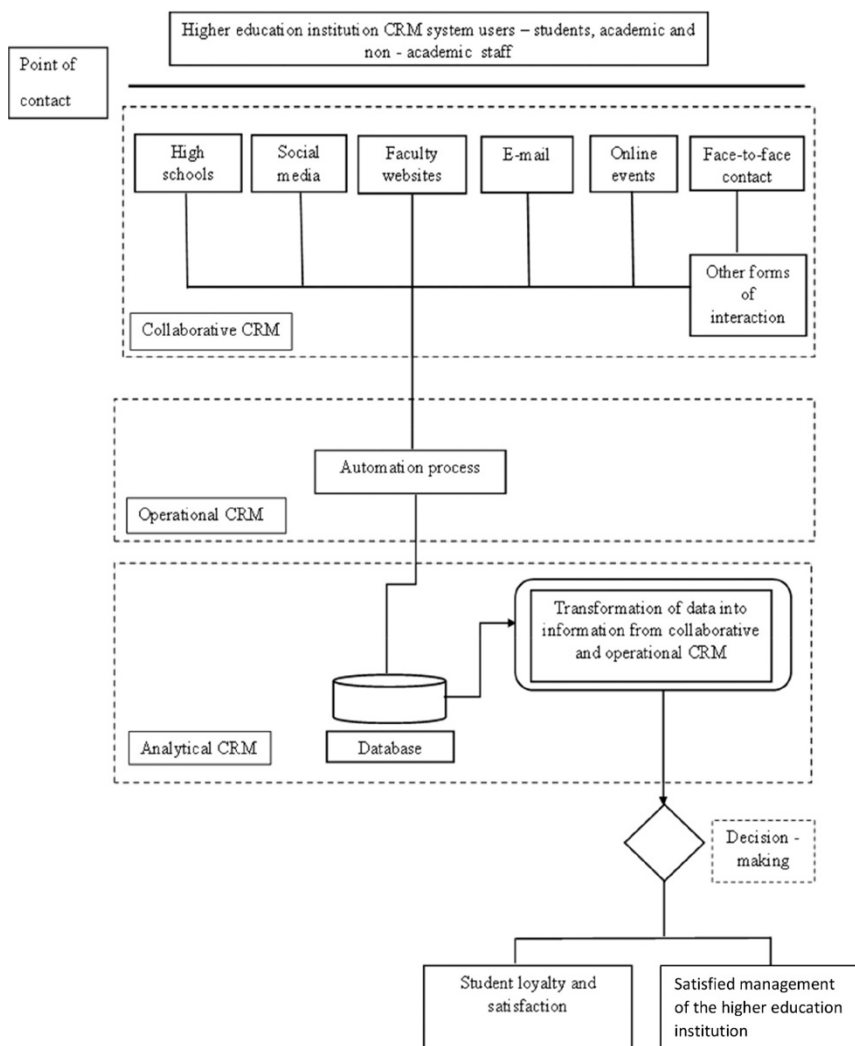 Higher education institution CRM system users – students, academic and
non - academic staff
Point of
contact
High
schools
Social
media
Faculty
websites
E-mail
Online
events
Face-to-face
contact
Other forms
of
interaction
Collaborative CRM
Automation process
Operational CRM
Transformation of data into
information from collaborative
and operational CRM
Database
Analytical CRM
Decision -
making
Student loyalty and
satisfaction
Satisfied management
of the higher education
institution